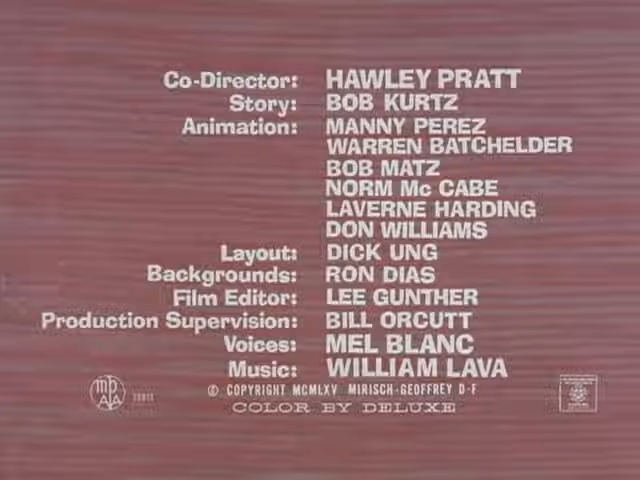 Co-Director: HAWLEY PRATT
Story: BOB KURTZ
Animation: MANNY PEREZ
WARREN BATCHELDER
BOB MATZ
NORM Mc CABE
LAVERNE HARDING
DON WILLIAMS
Layout: DICK UNG
Backgrounds: RON DIAS
Film Editor: LEE GUNTHER
Production Supervision: BILL ORCUTT
Voices: MEL BLANC
Music: WILLIAM LAVA
© COPYRIGHT MCMLXV MIRISCH-GEOFFREY D-F
COLOR BY DELUXE